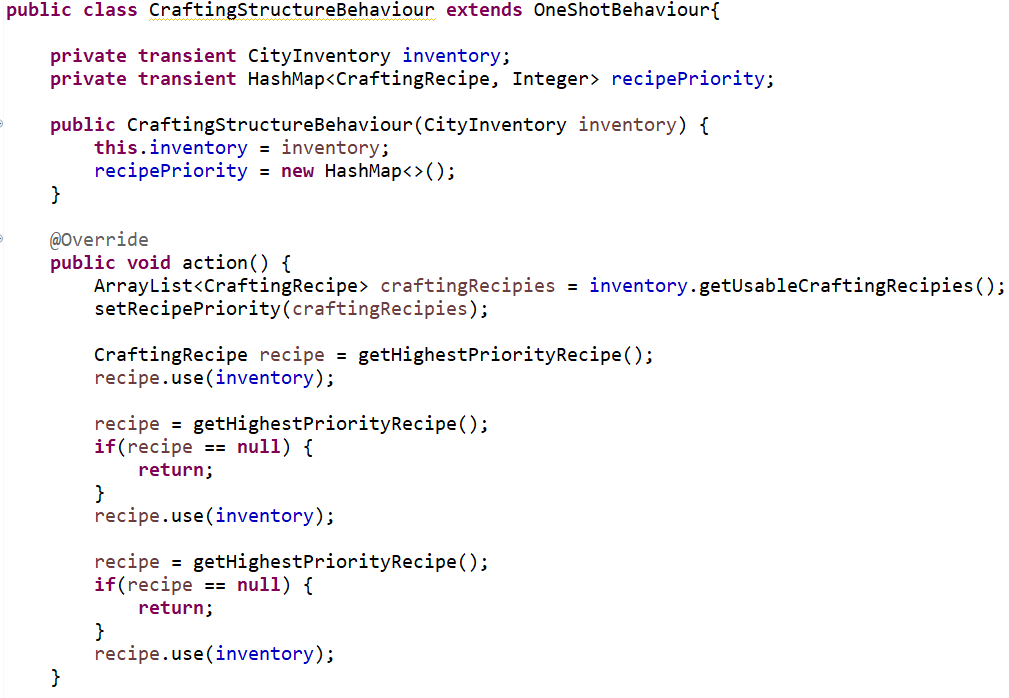 public class CraftingStructureBehaviour extends OneShotBehaviour{
private transient CityInventory inventory;
private transient HashMap<CraftingRecipe, Integer> recipePriority;
public CraftingStructureBehaviour(CityInventory inventory) {
this.inventory = inventory;
recipePriority = new HashMap<>();
}
@Override
public void action() {
ArrayList<CraftingRecipe> craftingRecipies = inventory.getUsableCraftingRecipies();
setRecipePriority(craftingRecipies);
CraftingRecipe recipe = getHighestPriorityRecipe();
recipe.use(inventory);
recipe = getHighestPriorityRecipe();
if(recipe == null) {
return;
}
recipe.use(inventory);
recipe = getHighestPriorityRecipe();
if(recipe == null) {
return;
}
recipe.use(inventory);
}